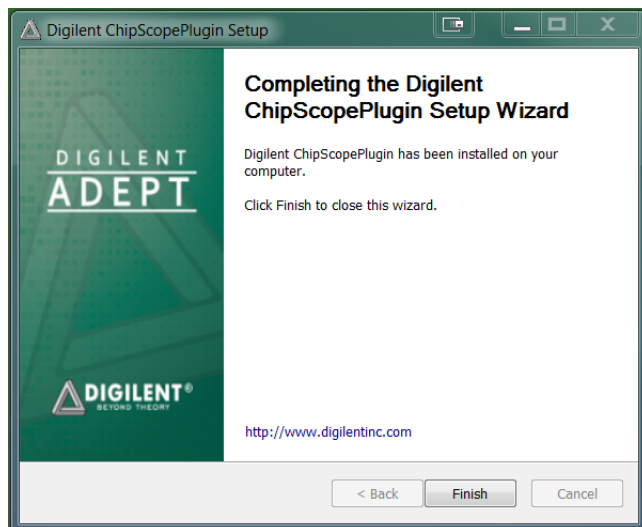 Digilent ChipScopePlugin Setup
DIGILENT
ADEPT
DIGILENT®
BEYOND THEORY
Completing the Digilent
ChipScopePlugin Setup Wizard
Digilent ChipScopePlugin has been installed on your
computer.
Click Finish to close this wizard.
http://www.digilentinc.com
< Back
Finish
Cancel